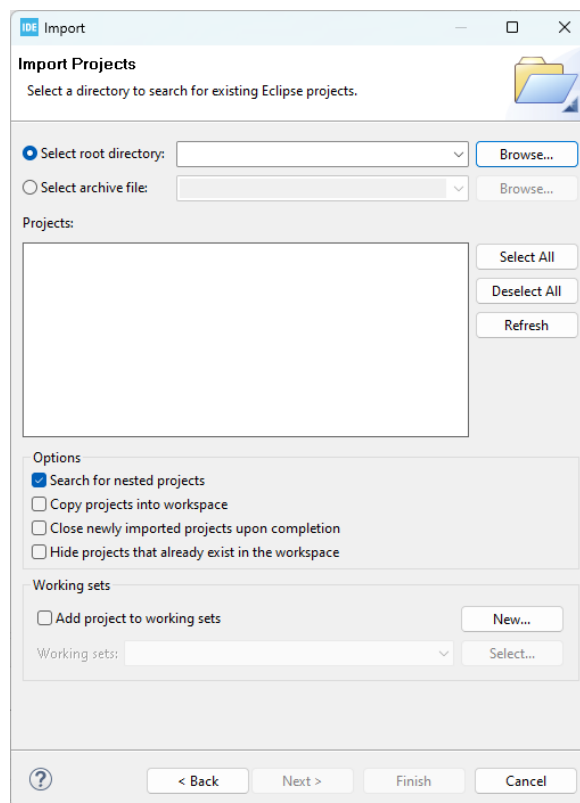 IDE Import
Import Projects
Select a directory to search for existing Eclipse projects.
Select root directory: Browse...
Select archive file: Browse...
Projects:
Select All
Deselect All
Refresh
Options
Search for nested projects
Copy projects into workspace
Close newly imported projects upon completion
Hide projects that already exist in the workspace
Working sets
Add project to working sets New...
Working sets: Select...
? < Back Next > Finish Cancel